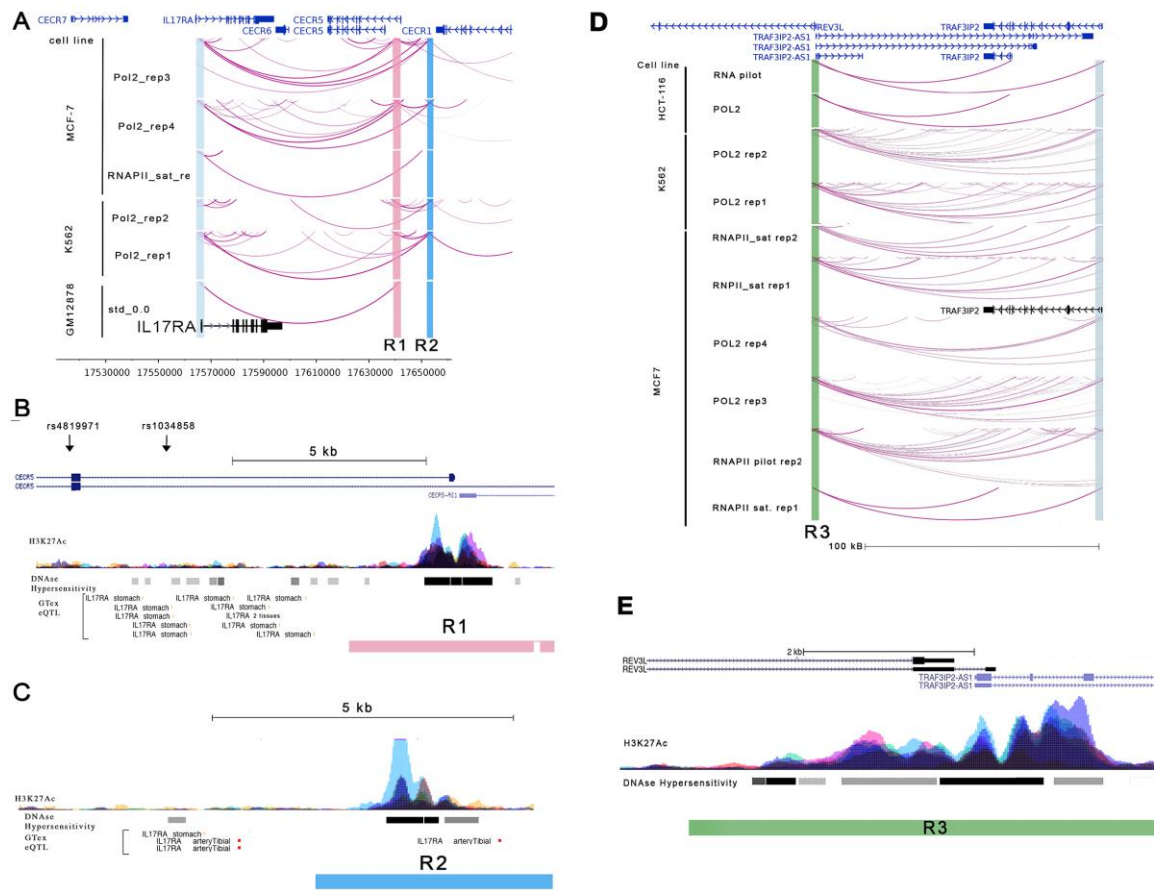 A
CECR7 IL17RA CECR5
CECR6 CECR5 CECR1
cell line
MCF-7
Pol2_rep3
Pol2_rep4
RNAPII_sat_re
K562
Pol2_rep2
Pol2_rep1
GM12878
std_0.0
IL17RA
R1 R2
17530000 17550000 17570000 17590000 17610000 17630000 17650000
B
rs4819971 rs1034858
5 kb
CECR5
CECR5
CECR5-AS1
H3K27Ac
DNAse
Hypersensitivity
GTex
eQTL
IL17RA stomach IL17RA stomach IL17RA stomach
IL17RA stomach IL17RA stomach
IL17RA stomach IL17RA 2 tissues
IL17RA stomach IL17RA stomach
IL17RA stomach IL17RA stomach
R1
C
5 kb
H3K27Ac
DNAse
Hypersensitivity
GTex
eQTL
IL17RA stomach
IL17RA arteryTibial IL17RA arteryTibial
IL17RA arteryTibial
R2
D
REV3L TRAF3IP2
TRAF3IP2-AS1
TRAF3IP2-AS1
TRAF3IP2-AS1 TRAF3IP2
Cell line
HCT-116
RNA pilot
POL2
K562
POL2 rep2
POL2 rep1
MCF7
RNAPII_sat rep2
RNPII_sat rep1
TRAF3IP2
POL2 rep4
POL2 rep3
RNAPII pilot rep2
RNAPII sat. rep1
R3
100 kB
E
2 kb
REV3L
REV3L
TRAF3IP2-AS1
TRAF3IP2-AS1
H3K27Ac
DNAse Hypersensitivity
R3